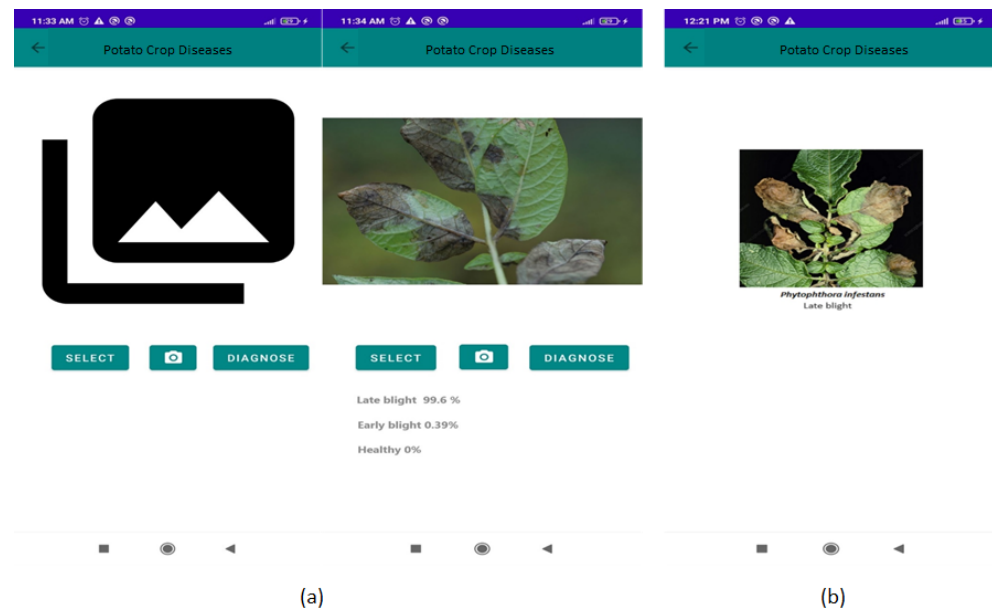 11:33 AM
Potato Crop Diseases
SELECT
DIAGNOSE
11:34 AM
Potato Crop Diseases
SELECT
DIAGNOSE
Late blight 99.6 %
Early blight 0.39%
Healthy 0%
(a)
12:21 PM
Potato Crop Diseases
Phytophthora infestans
Late blight
(b)